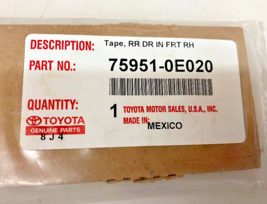 DESCRIPTION: Tape, RR DR IN FRT RH
PART NO.: 75951-0E020
QUANTITY: 1 TOYOTA MOTOR SALES, U.S.A., INC.
MADE IN: MEXICO
TOYOTA
GENUINE PARTS
8 J 4